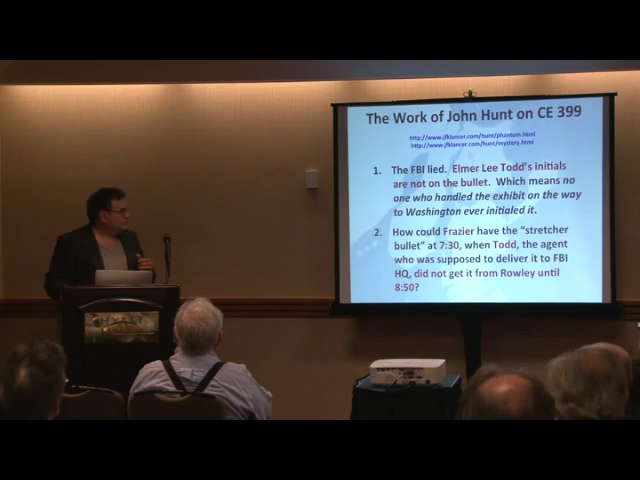 The Work of John Hunt on CE 399
http://www.jfklancer.com/hunt/phantom.html
http://www.jfklancer.com/hunt/mystery.html
1. The FBI lied. Elmer Lee Todd's initials
are not on the bullet. Which means no
one who handled the exhibit on the way
to Washington ever initialed it.
2. How could Frazier have the "stretcher
bullet" at 7:30, when Todd, the agent
who was supposed to deliver it to FBI
HQ, did not get it from Rowley until
8:50?
HYATT